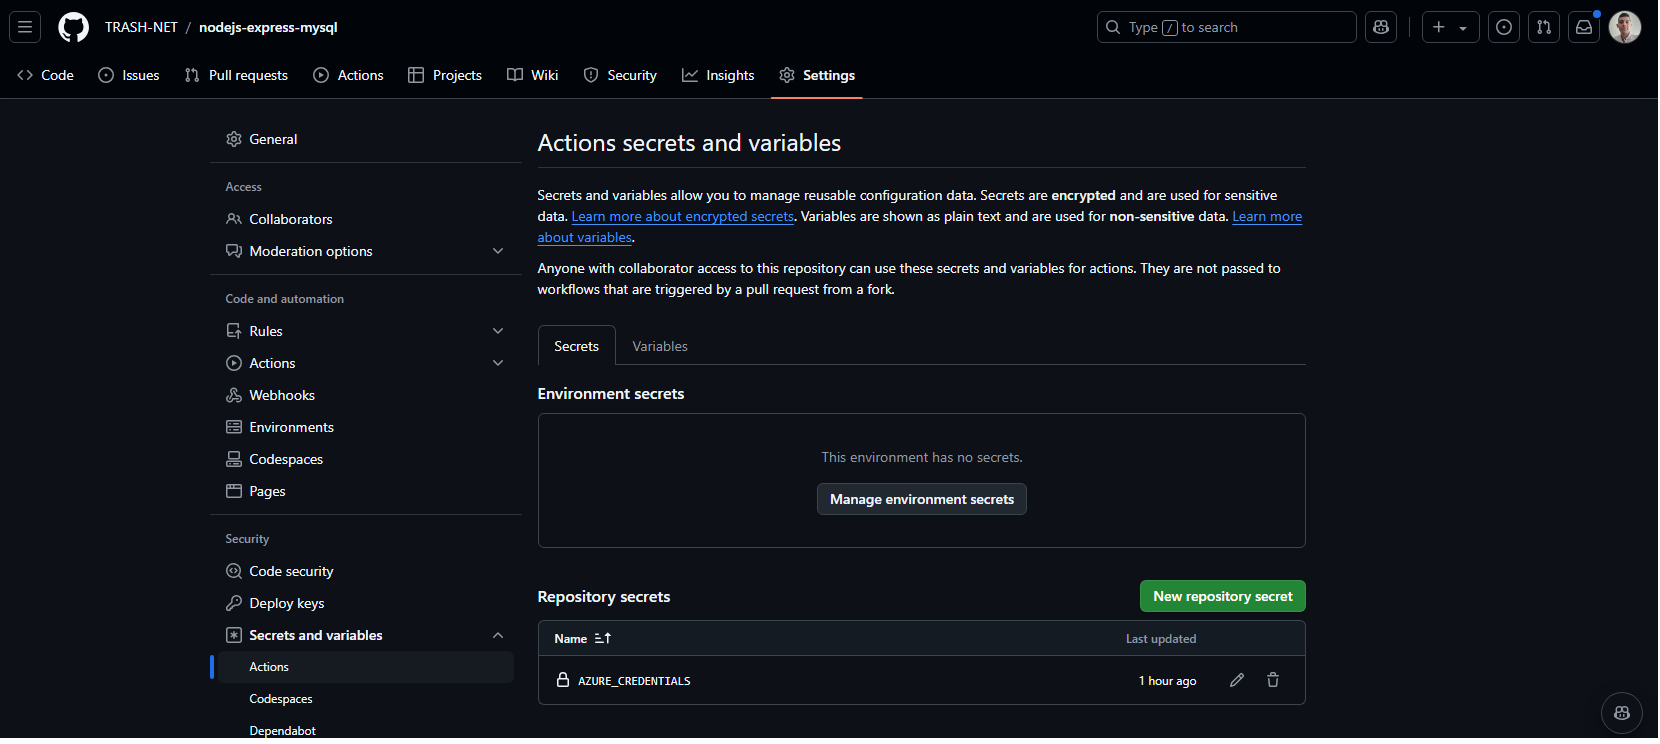 TRASH-NET / nodejs-express-mysql
Type / to search
Code
Issues
Pull requests
Actions
Projects
Wiki
Security
Insights
Settings
General
Access
Collaborators
Moderation options
Code and automation
Rules
Actions
Webhooks
Environments
Codespaces
Pages
Security
Code security
Deploy keys
Secrets and variables
Actions
Codespaces
Dependabot
Actions secrets and variables
Secrets and variables allow you to manage reusable configuration data. Secrets are encrypted and are used for sensitive
data. Learn more about encrypted secrets. Variables are shown as plain text and are used for non-sensitive data. Learn more
about variables.
Anyone with collaborator access to this repository can use these secrets and variables for actions. They are not passed to
workflows that are triggered by a pull request from a fork.
Secrets
Variables
Environment secrets
This environment has no secrets.
Manage environment secrets
Repository secrets
New repository secret
Name
Last updated
AZURE_CREDENTIALS
1 hour ago